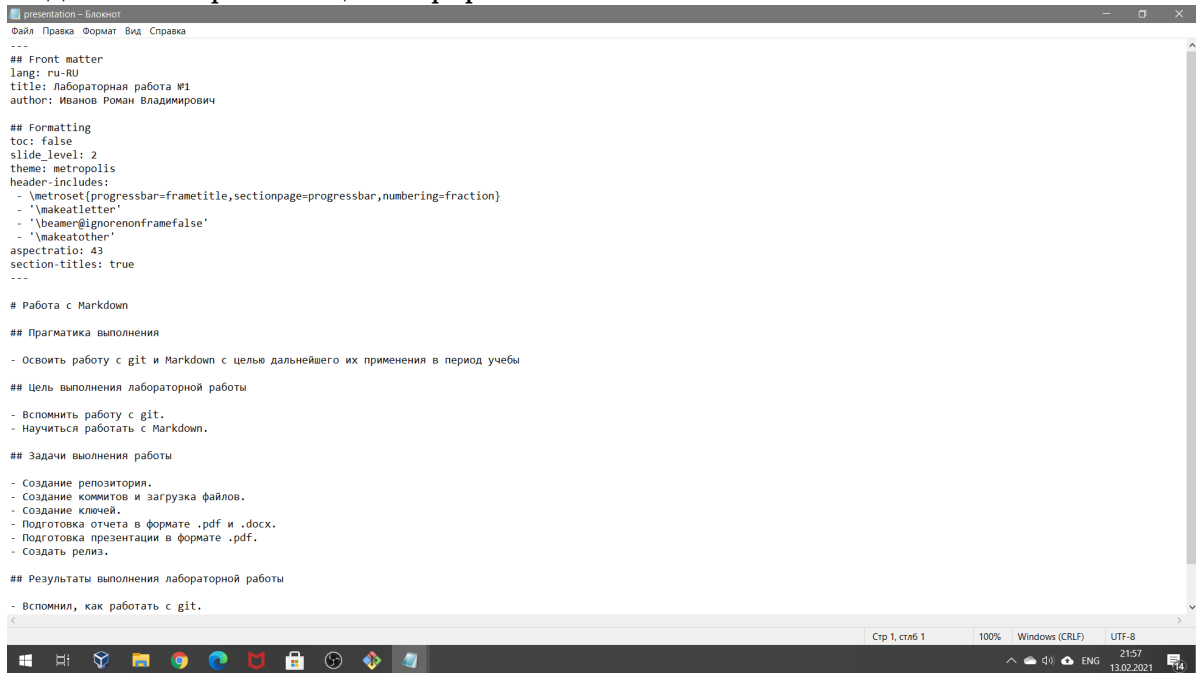 presentation – Блокнот
Файл Правка Формат Вид Справка
---
## Front matter
lang: ru-RU
title: Лабораторная работа №1
author: Иванов Роман Владимирович
## Formatting
toc: false
slide_level: 2
theme: metropolis
header-includes:
- \metroset{progressbar=frametitle,sectionpage=progressbar,numbering=fraction}
- '\makeatletter'
- '\beamer@ignorenonframefalse'
- '\makeatother'
aspectratio: 43
section-titles: true
---
# Работа с Markdown
## Прагматика выполнения
- Освоить работу с git и Markdown с целью дальнейшего их применения в период учебы
## Цель выполнения лабораторной работы
- Вспомнить работу с git.
- Научиться работать с Markdown.
## Задачи выолнения работы
- Создание репозитория.
- Создание коммитов и загрузка файлов.
- Создание ключей.
- Подготовка отчета в формате .pdf и .docx.
- Подготовка презентации в формате .pdf.
- Создать релиз.
## Результаты выполнения лабораторной работы
- Вспомнил, как работать с git.
Стр 1, стлб 1 100% Windows (CRLF) UTF-8
ENG 21:57
13.02.2021 14